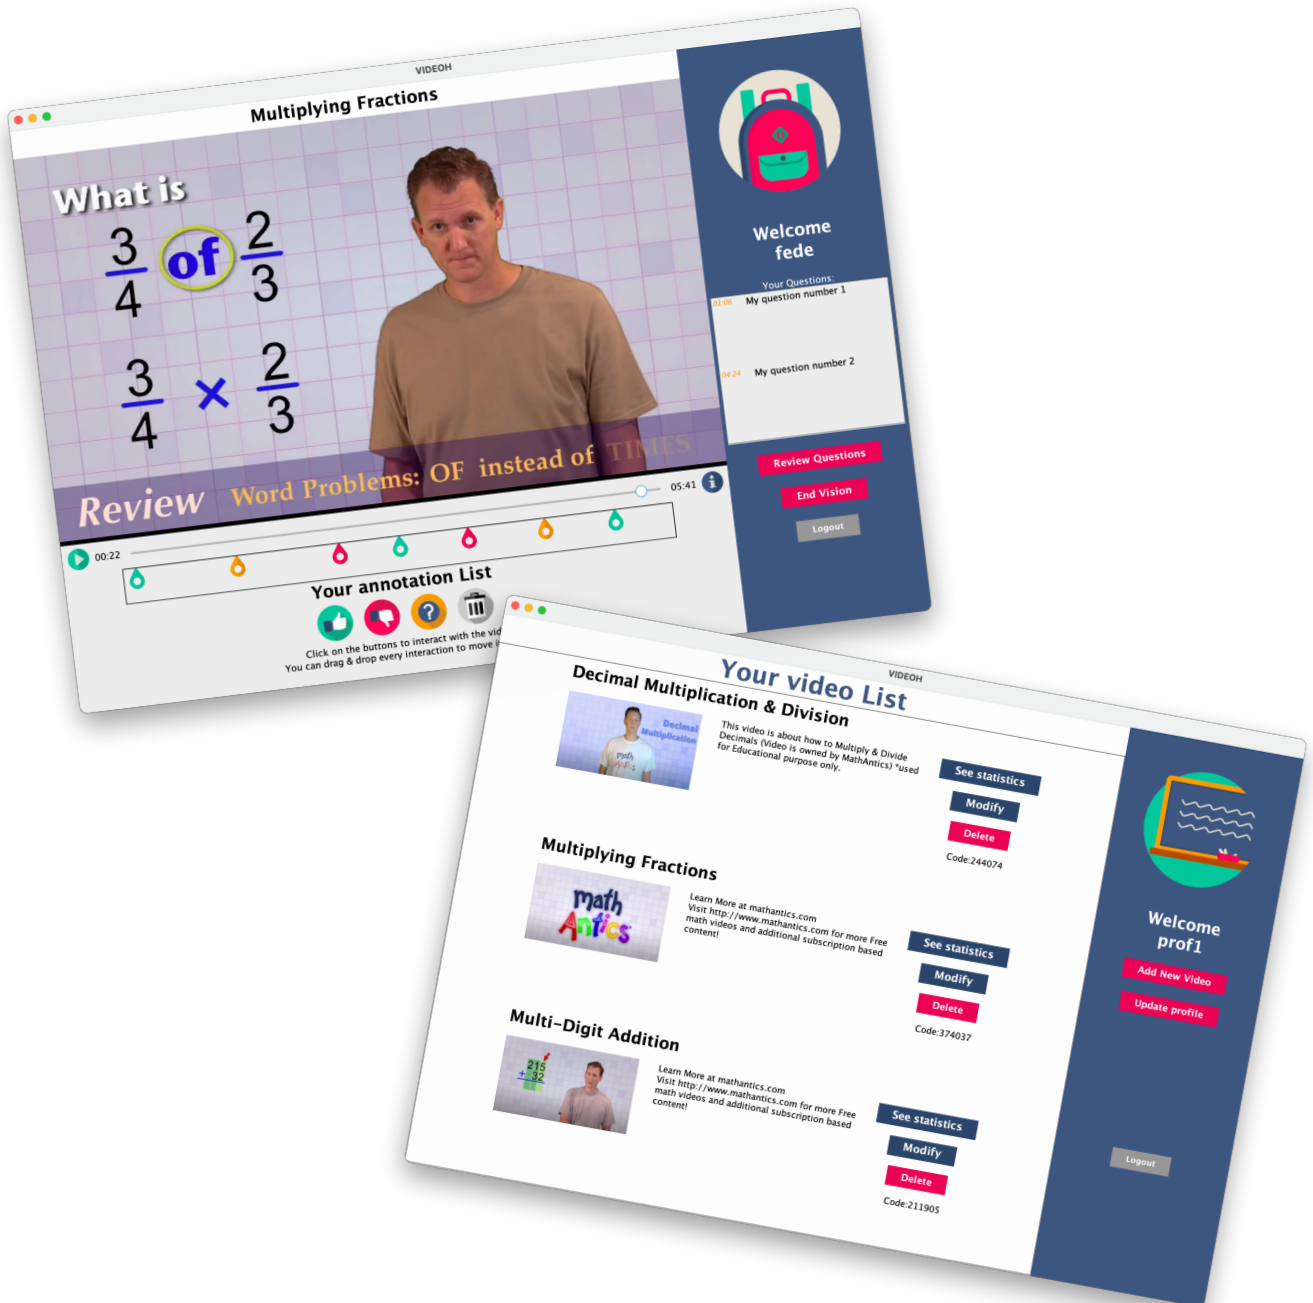 VIDEOH
Multiplying Fractions
What is
3
4
of
2
3
3
4
×
2
3
Review Word Problems: OF instead of TIMES
00:22
05:41
i
Your annotation List
?
Click on the buttons to interact with the vid
You can drag & drop every interaction to move i
Welcome
fede
Your Questions:
01:06 My question number 1
04:24 My question number 2
Review Questions
End Vision
Logout
VIDEOH
Your video List
Decimal Multiplication & Division
Decimal
Multiplication
math
Antics
This video is about how to Multiply & Divide
Decimals (Video is owned by MathAntics) *used
for Educational purpose only.
See statistics
Modify
Delete
Code:244074
Multiplying Fractions
math
Antics
Learn More at mathantics.com
Visit http://www.mathantics.com for more Free
math videos and additional subscription based
content!
See statistics
Modify
Delete
Code:374037
Multi-Digit Addition
215
+ 32
Learn More at mathantics.com
Visit http://www.mathantics.com for more Free
math videos and additional subscription based
content!
See statistics
Modify
Delete
Code:211905
Welcome
prof1
Add New Video
Update profile
Logout